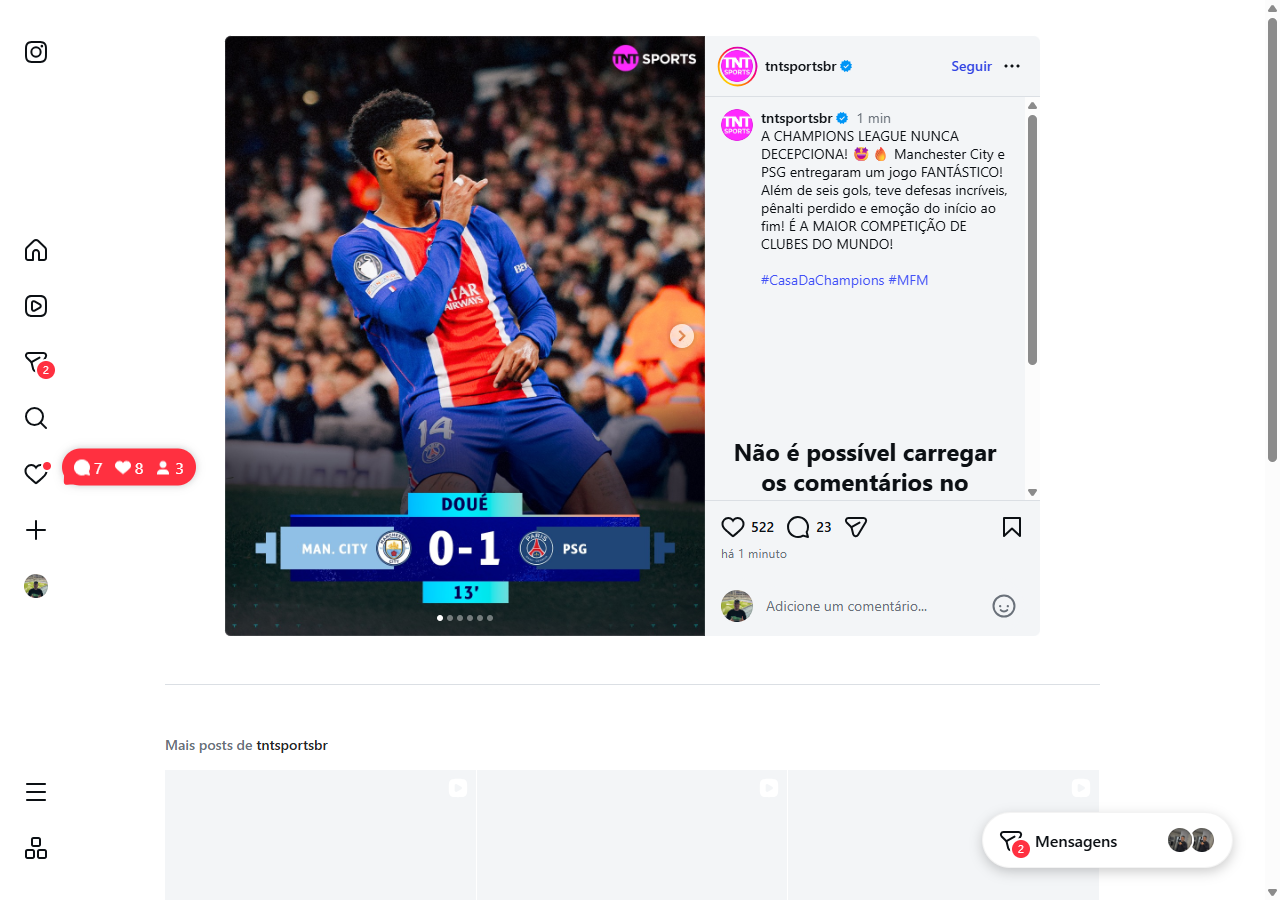 TNT SPORTS
QATAR
AIRWAYS
14
DOUÉ
MAN. CITY
0-1
PSG
13'
tntsportsbr
Seguir
tntsportsbr 1 min
A CHAMPIONS LEAGUE NUNCA
DECEPCIONA! 🤩🔥 Manchester City e
PSG entregaram um jogo FANTÁSTICO!
Além de seis gols, teve defesas incríveis,
pênalti perdido e emoção do início ao
fim! É A MAIOR COMPETIÇÃO DE
CLUBES DO MUNDO!
#CasaDaChampions #MFM
Não é possível carregar
os comentários no
522 23
há 1 minuto
Adicione um comentário...
2
7 8 3
Mais posts de tntsportsbr
2 Mensagens